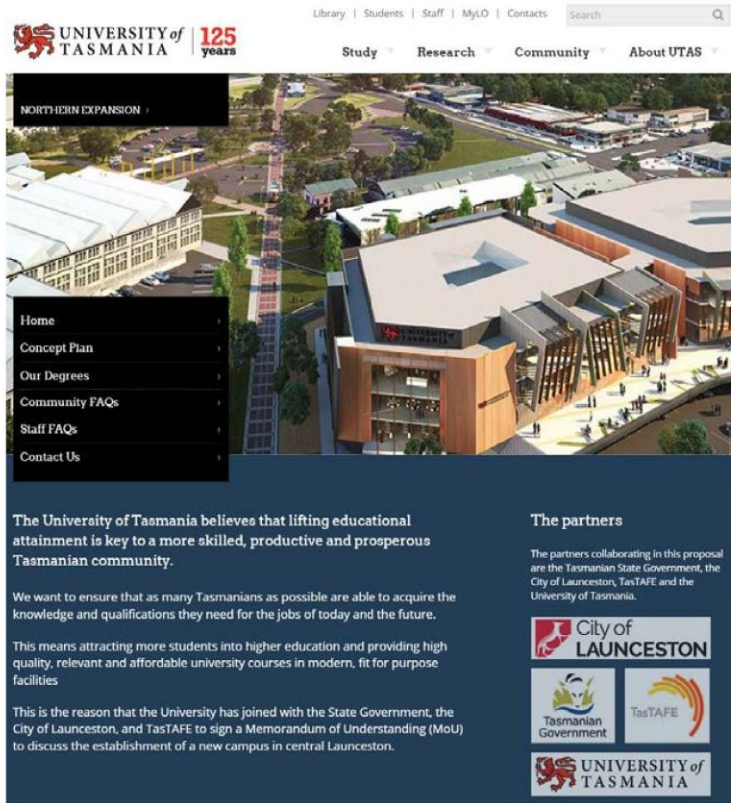 UNIVERSITY of
TASMANIA
125
years
Library | Students | Staff | MyLO | Contacts
Search
Study
Research
Community
About UTAS
NORTHERN EXPANSION ›
UNIVERSITY of
TASMANIA
Home ›
Concept Plan ›
Our Degrees ›
Community FAQs ›
Staff FAQs ›
Contact Us ›
The University of Tasmania believes that lifting educational
attainment is key to a more skilled, productive and prosperous
Tasmanian community.
We want to ensure that as many Tasmanians as possible are able to acquire the
knowledge and qualifications they need for the jobs of today and the future.
This means attracting more students into higher education and providing high
quality, relevant and affordable university courses in modern, fit for purpose
facilities
This is the reason that the University has joined with the State Government, the
City of Launceston, and TasTAFE to sign a Memorandum of Understanding (MoU)
to discuss the establishment of a new campus in central Launceston.
The partners
The partners collaborating in this proposal
are the Tasmanian State Government, the
City of Launceston, TasTAFE and the
University of Tasmania.
City of
LAUNCESTON
Tasmanian
Government
TasTAFE
UNIVERSITY of
TASMANIA